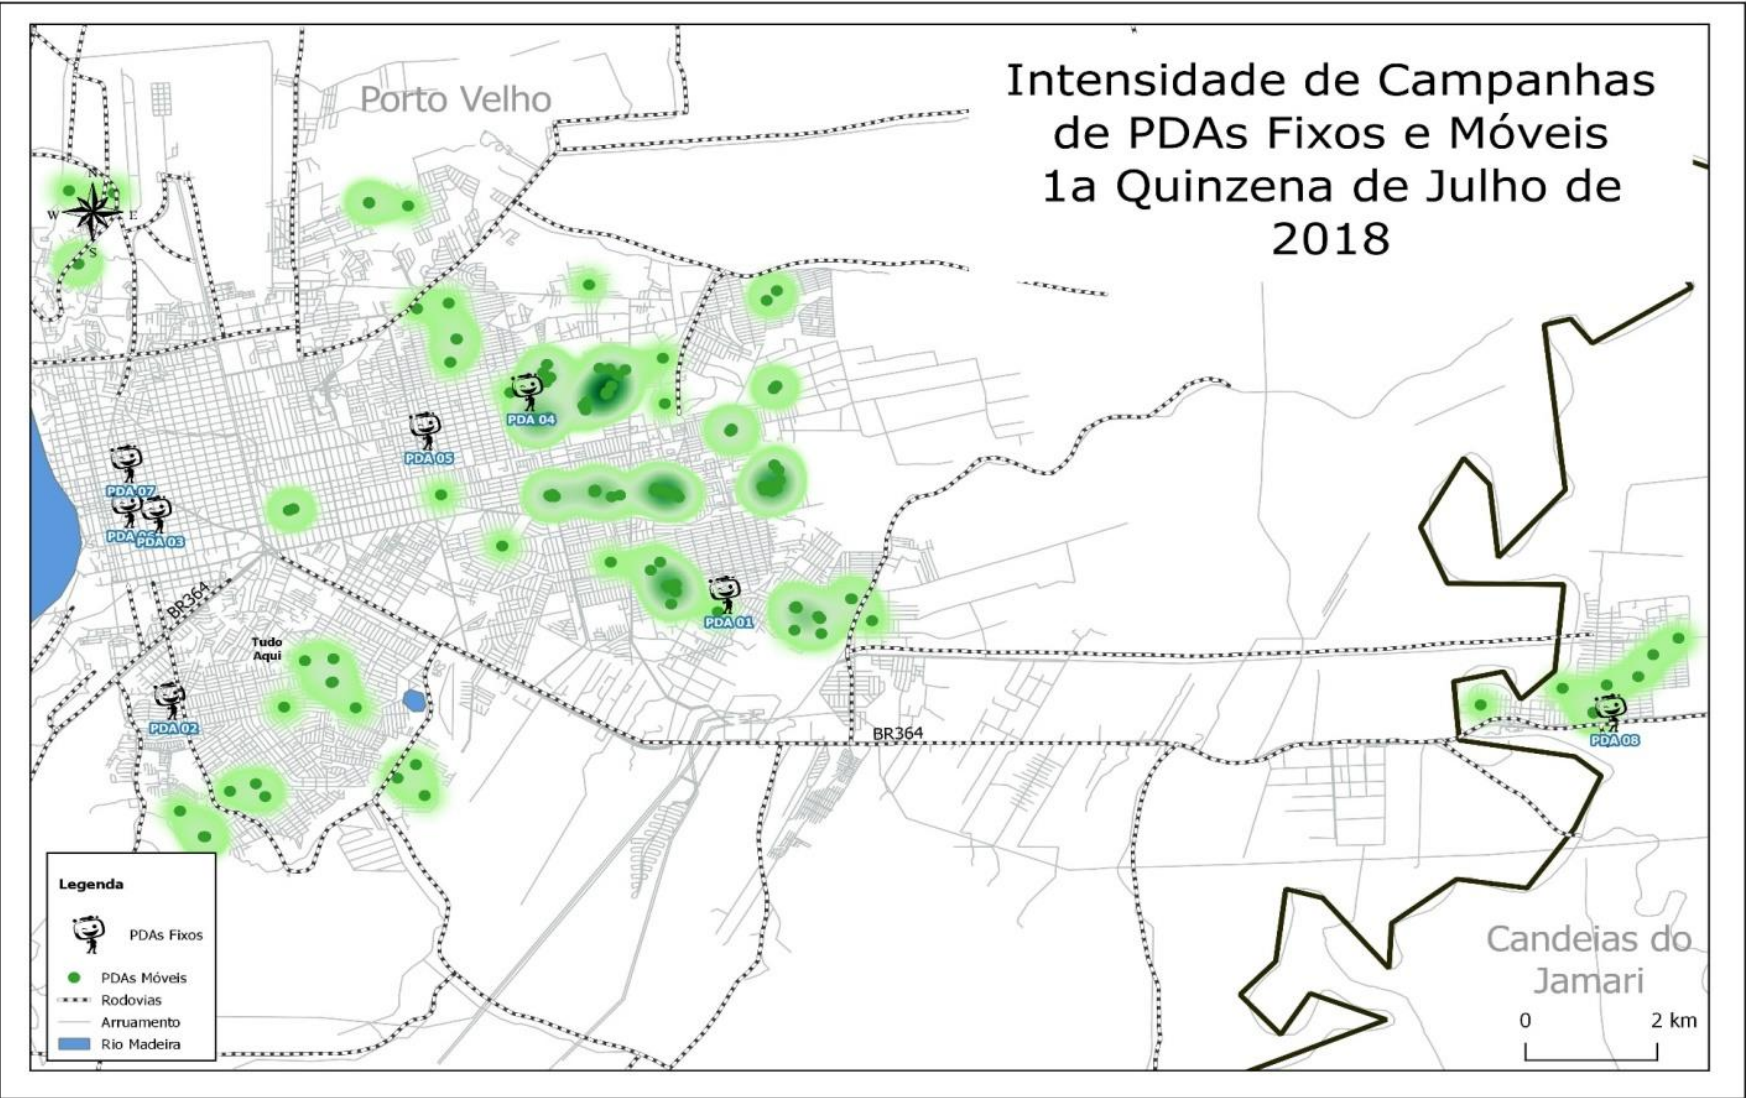 Intensidade de Campanhas
de PDAs Fixos e Móveis
1a Quinzena de Julho de
2018
Porto Velho
N
W
E
S
PDA 04
PDA 05
PDA 07
PDA 03
PDA 01
BR364
Tudo
Aqui
PDA 02
BR364
PDA 08
Legenda
PDAs Fixos
PDAs Móveis
Rodovias
Arruamento
Rio Madeira
Candeias do
Jamari
0
2 km